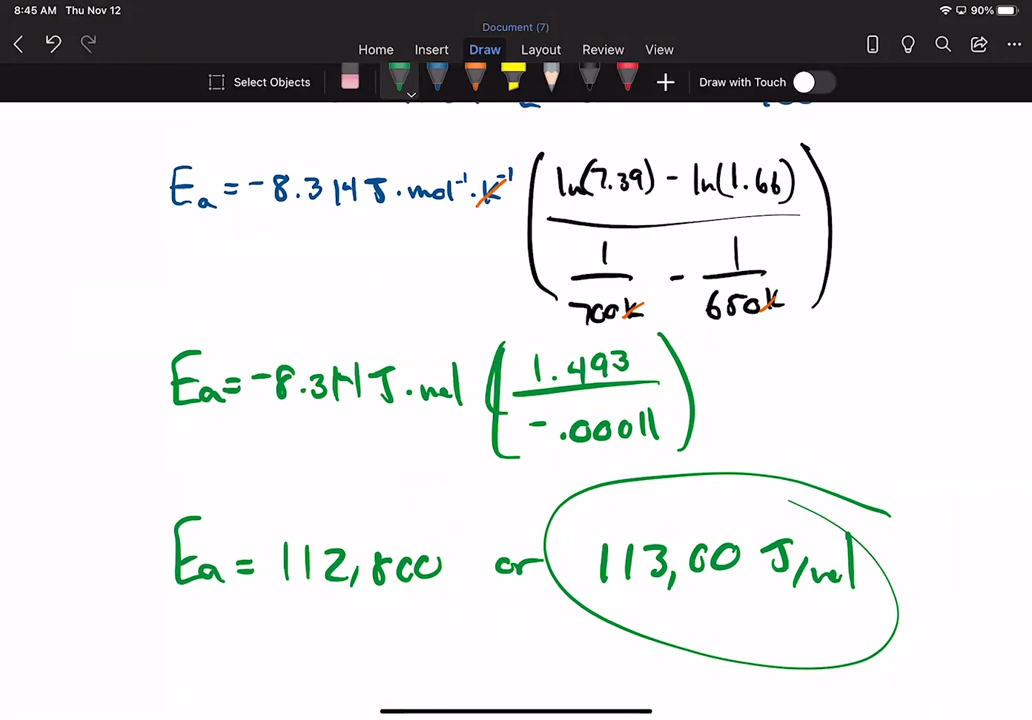 8:45 AM Thu Nov 12 90%
Document (7)
Home Insert Draw Layout Review View
Select Objects Draw with Touch
Ea = -8.314 J · mol⁻¹ · K⁻¹ ( ln(7.39) - ln(1.66)
1 - 1
700K 650K )
Ea = -8.314 J · mol ( 1.493
- .00011 )
Ea = 112,800 or 113,00 J/mol